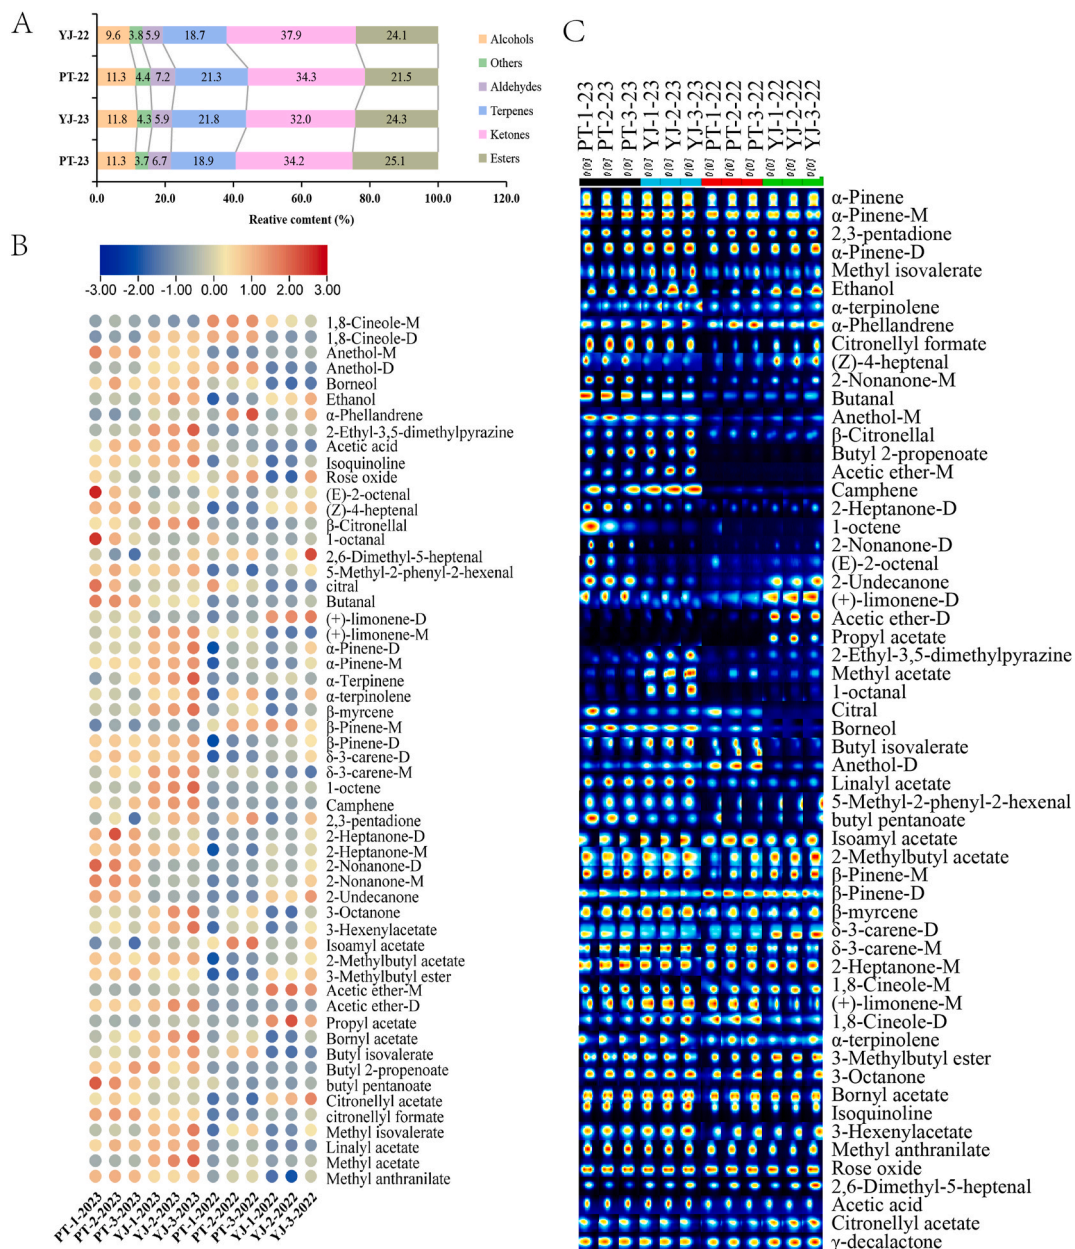 A
YJ-22 9.6 3.8 5.9 18.7 37.9 24.1
PT-22 11.3 4.4 7.2 21.3 34.3 21.5
YJ-23 11.8 4.3 5.9 21.8 32.0 24.3
PT-23 11.3 3.7 6.7 18.9 34.2 25.1
0.0 20.0 40.0 60.0 80.0 100.0 120.0
Reative comtent (%)
Alcohols
Others
Aldehydes
Terpenes
Ketones
Esters
B
-3.00 -2.00 -1.00 0.00 1.00 2.00 3.00
1,8-Cineole-M
1,8-Cineole-D
Anethol-M
Anethol-D
Borneol
Ethanol
α-Phellandrene
2-Ethyl-3,5-dimethylpyrazine
Acetic acid
Isoquinoline
Rose oxide
(E)-2-octenal
(Z)-4-heptenal
β-Citronellal
1-octanal
2,6-Dimethyl-5-heptenal
5-Methyl-2-phenyl-2-hexenal
citral
Butanal
(+)-limonene-D
(+)-limonene-M
α-Pinene-D
α-Pinene-M
α-Terpinene
α-terpinolene
β-myrcene
β-Pinene-M
β-Pinene-D
δ-3-carene-D
δ-3-carene-M
1-octene
Camphene
2,3-pentadione
2-Heptanone-D
2-Heptanone-M
2-Nonanone-D
2-Nonanone-M
2-Undecanone
3-Octanone
3-Hexenylacetate
Isoamyl acetate
2-Methylbutyl acetate
3-Methylbutyl ester
Acetic ether-M
Acetic ether-D
Propyl acetate
Bornyl acetate
Butyl isovalerate
Butyl 2-propenoate
butyl pentanoate
Citronellyl acetate
citronellyl formate
Methyl isovalerate
Linalyl acetate
Methyl acetate
Methyl anthranilate
PT-1-2023
PT-2-2023
PT-3-2023
YJ-1-2023
YJ-2-2023
YJ-3-2023
PT-1-2022
PT-2-2022
PT-3-2022
YJ-1-2022
YJ-2-2022
YJ-3-2022
C
[0] PT-1-23
[0] PT-2-23
[0] PT-3-23
[0] YJ-1-23
[0] YJ-2-23
[0] YJ-3-23
[0] PT-1-22
[0] PT-2-22
[0] PT-3-22
[0] YJ-1-22
[0] YJ-2-22
[0] YJ-3-22
α-Pinene
α-Pinene-M
2,3-pentadione
α-Pinene-D
Methyl isovalerate
Ethanol
α-terpinolene
α-Phellandrene
Citronellyl formate
(Z)-4-heptenal
2-Nonanone-M
Butanal
Anethol-M
β-Citronellal
Butyl 2-propenoate
Acetic ether-M
Camphene
2-Heptanone-D
1-octene
2-Nonanone-D
(E)-2-octenal
2-Undecanone
(+)-limonene-D
Acetic ether-D
Propyl acetate
2-Ethyl-3,5-dimethylpyrazine
Methyl acetate
1-octanal
Citral
Borneol
Butyl isovalerate
Anethol-D
Linalyl acetate
5-Methyl-2-phenyl-2-hexenal
butyl pentanoate
Isoamyl acetate
2-Methylbutyl acetate
β-Pinene-M
β-Pinene-D
β-myrcene
δ-3-carene-D
δ-3-carene-M
2-Heptanone-M
1,8-Cineole-M
(+)-limonene-M
1,8-Cineole-D
α-terpinolene
3-Methylbutyl ester
3-Octanone
Bornyl acetate
Isoquinoline
3-Hexenylacetate
Methyl anthranilate
Rose oxide
2,6-Dimethyl-5-heptenal
Acetic acid
Citronellyl acetate
γ-decalactone